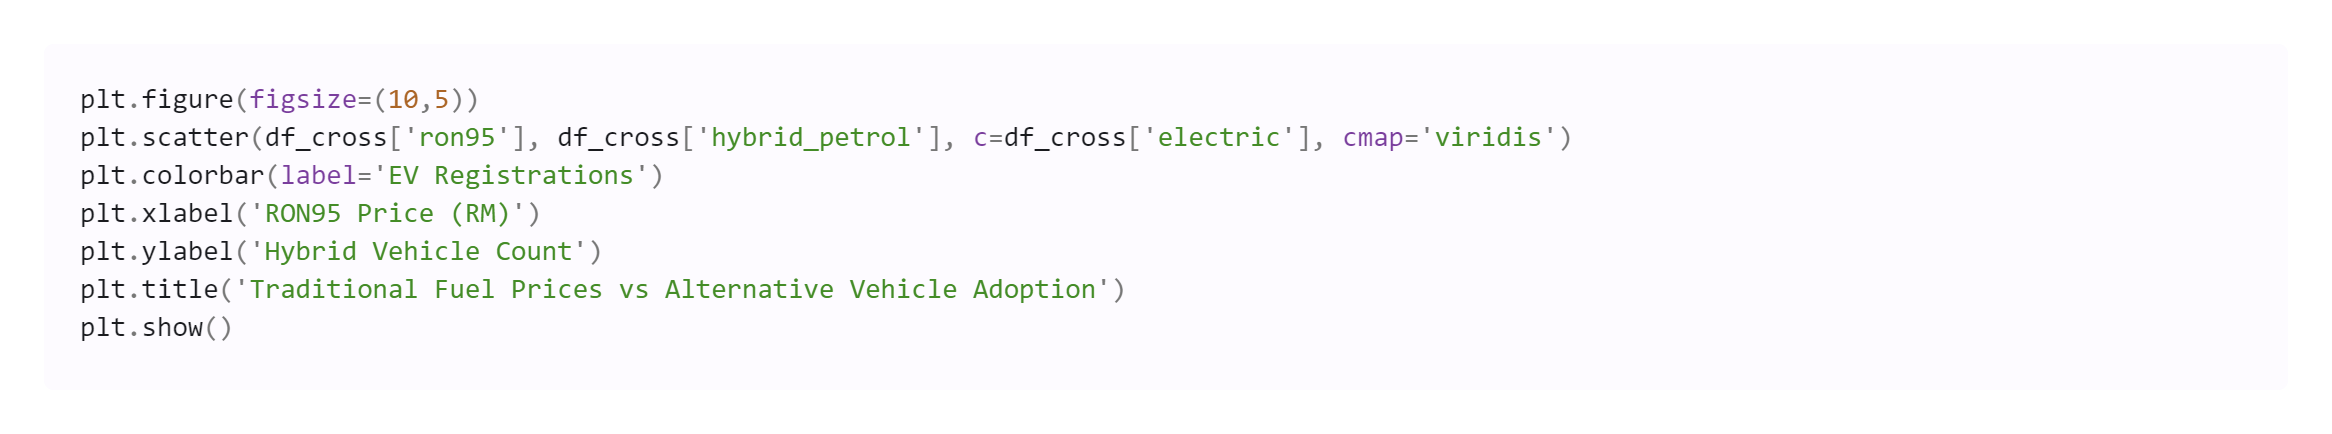 plt.figure(figsize=(10,5))
plt.scatter(df_cross['ron95'], df_cross['hybrid_petrol'], c=df_cross['electric'], cmap='viridis')
plt.colorbar(label='EV Registrations')
plt.xlabel('RON95 Price (RM)')
plt.ylabel('Hybrid Vehicle Count')
plt.title('Traditional Fuel Prices vs Alternative Vehicle Adoption')
plt.show()